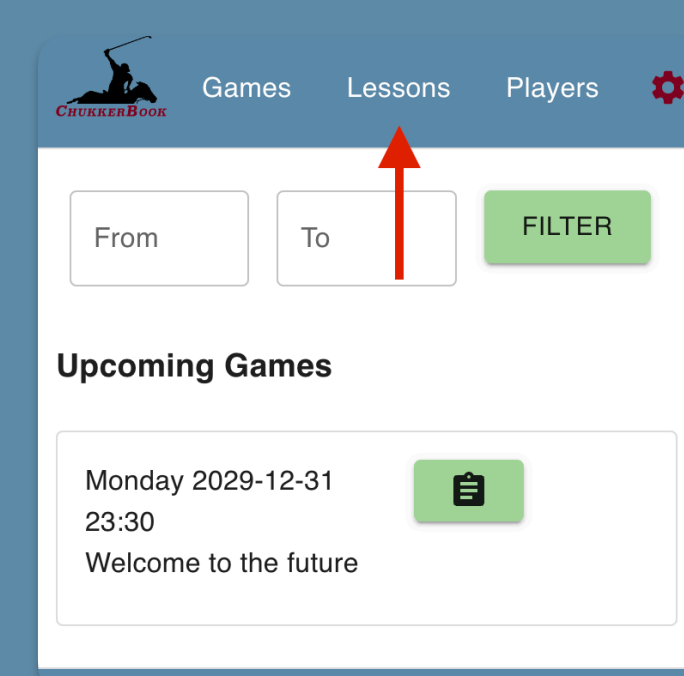 Games Lessons Players
CHUKKERBOOK
From To FILTER
Upcoming Games
Monday 2029-12-31
23:30
Welcome to the future